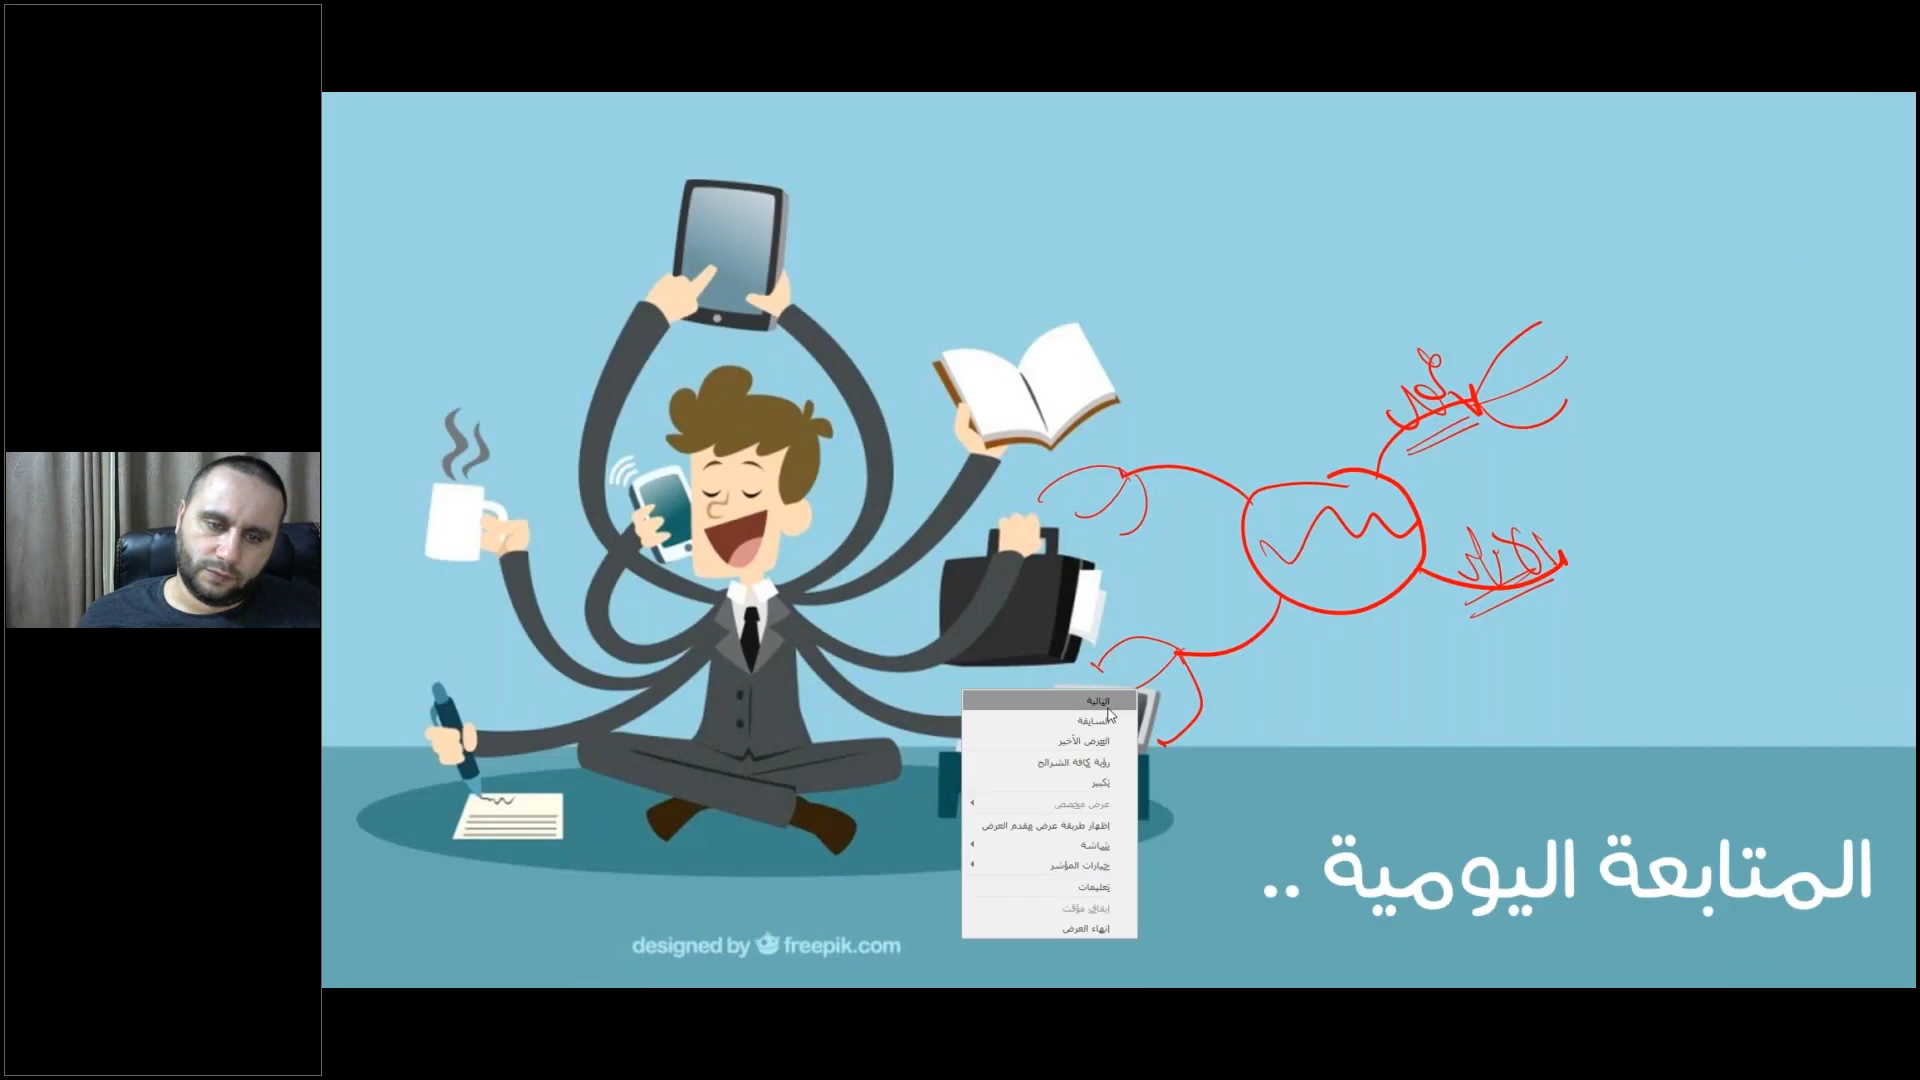 التالية
السابقة
العرض الأخير
رؤية كافة الشرائح
تكبير
عرض مخصص
إظهار طريقة عرض مقدم العرض
شاشة
خيارات المؤشر
تعليمات
إيقاف مؤقت
إنهاء العرض
المتابعة اليومية ..
designed by freepik.com